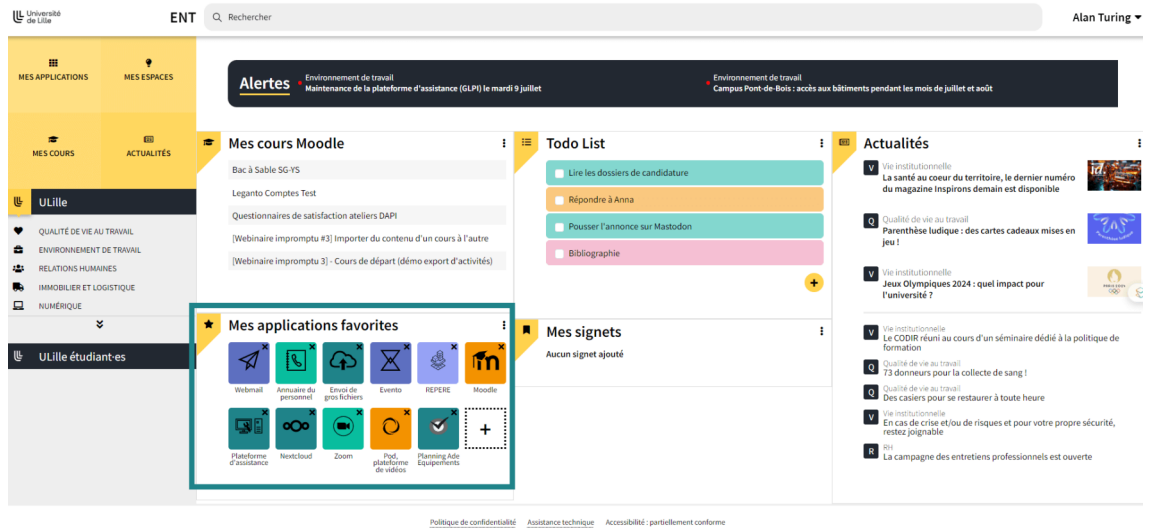 Université
de Lille
ENT
Rechercher
Alan Turing
MES APPLICATIONS
MES ESPACES
MES COURS
ACTUALITÉS
ULille
QUALITÉ DE VIE AU TRAVAIL
ENVIRONNEMENT DE TRAVAIL
RELATIONS HUMAINES
IMMOBILIER ET LOGISTIQUE
NUMÉRIQUE
ULille étudiant·es
Alertes
Environnement de travail
Maintenance de la plateforme d'assistance (GLPI) le mardi 9 juillet
Environnement de travail
Campus Pont-de-Bois : accès aux bâtiments pendant les mois de juillet et août
Mes cours Moodle
Bac à Sable SG-YS
Leganto Comptes Test
Questionnaires de satisfaction ateliers DAPI
[Webinaire impromptu #3] Importer du contenu d'un cours à l'autre
[Webinaire impromptu 3] - Cours de départ (démo export d'activités)
Todo List
Lire les dossiers de candidature
Répondre à Anna
Pousser l'annonce sur Mastodon
Bibliographie
Mes applications favorites
Webmail
Annuaire du
personnel
Envoi de
gros fichiers
Evento
REPERE
Moodle
Plateforme
d'assistance
Nextcloud
Zoom
Pod,
plateforme
de vidéos
Planning Ade
Equipements
Mes signets
Aucun signet ajouté
Actualités
V
Vie institutionnelle
La santé au coeur du territoire, le dernier numéro
du magazine Inspirons demain est disponible
id.
Q
Qualité de vie au travail
Parenthèse ludique : des cartes cadeaux mises en
jeu !
V
Vie institutionnelle
Jeux Olympiques 2024 : quel impact pour
l'université ?
PARIS 2024
V
Vie institutionnelle
Le CODIR réuni au cours d'un séminaire dédié à la politique de
formation
Q
Qualité de vie au travail
73 donneurs pour la collecte de sang !
Q
Qualité de vie au travail
Des casiers pour se restaurer à toute heure
V
Vie institutionnelle
En cas de crise et/ou de risques et pour votre propre sécurité,
restez joignable
R
RH
La campagne des entretiens professionnels est ouverte
Politique de confidentialité
Assistance technique
Accessibilité : partiellement conforme